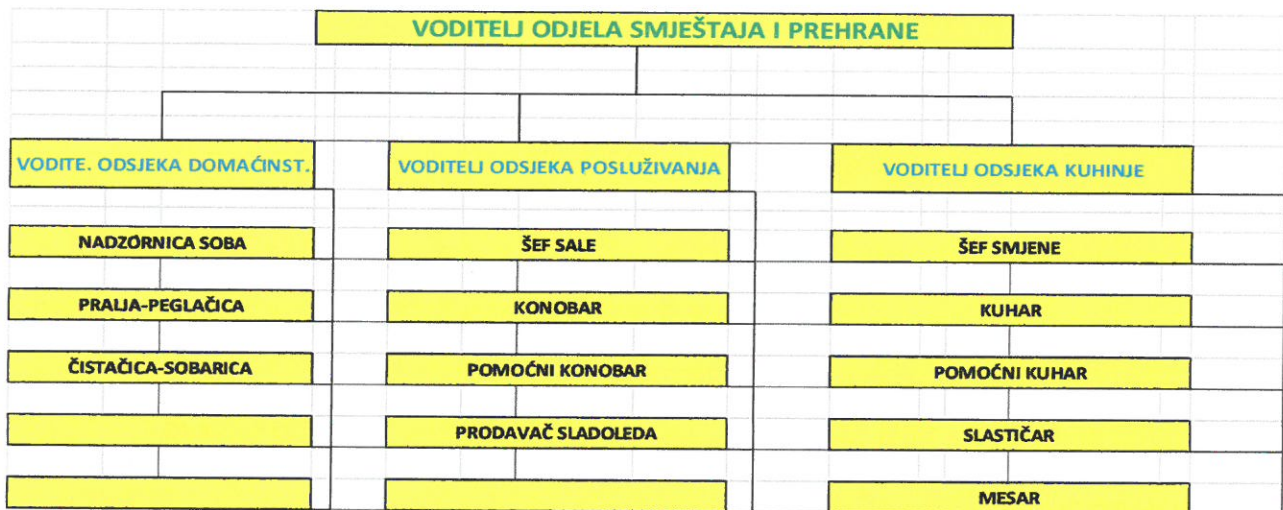 VODITELJ ODJELA SMJEŠTAJA I PREHRANE
VODITE. ODSJEKA DOMAĆINST.
VODITELJ ODSJEKA POSLUŽIVANJA
VODITELJ ODSJEKA KUHINJE
NADZORNICA SOBA
ŠEF SALE
ŠEF SMJENE
PRALJA-PEGLAČICA
KONOBAR
KUHAR
ČISTAČICA-SOBARICA
POMOĆNI KONOBAR
POMOĆNI KUHAR
PRODAVAČ SLADOLEDA
SLASTIČAR
MESAR